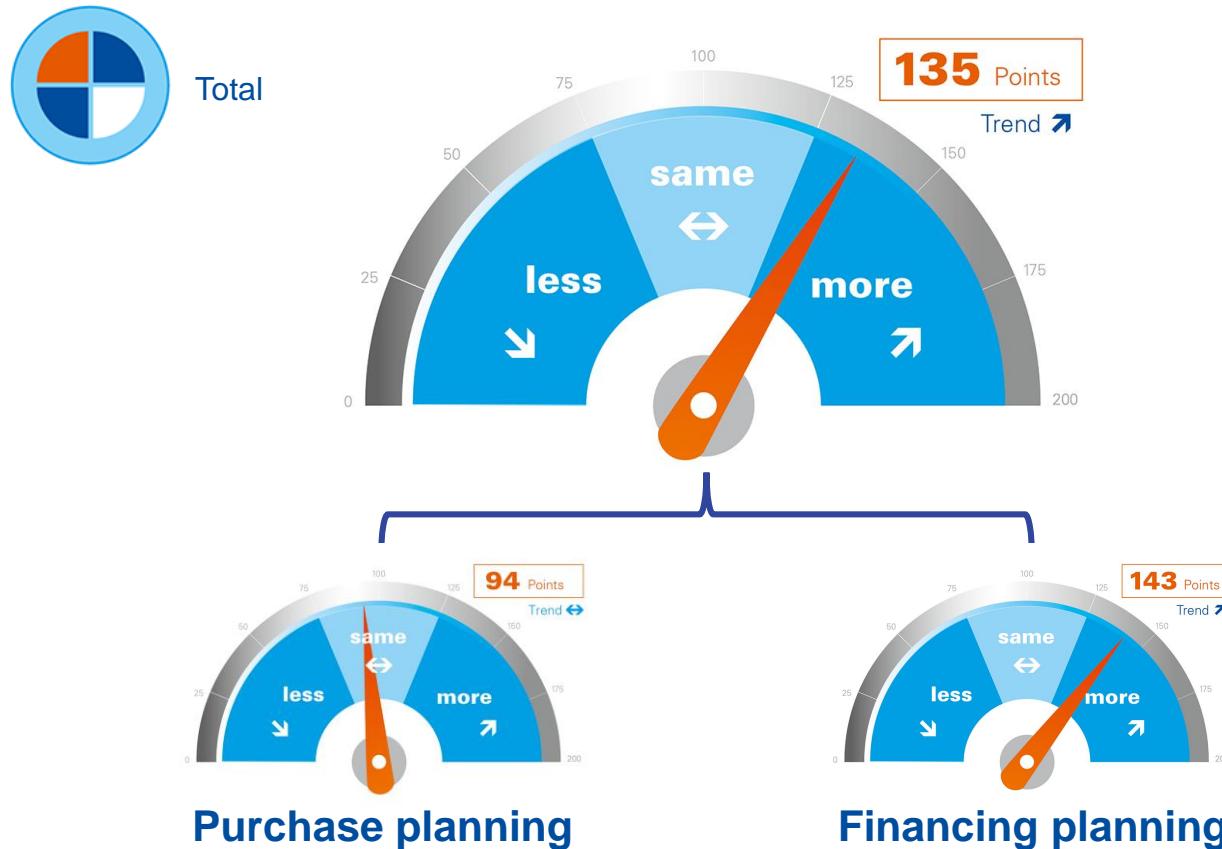 Total
135 Points
Trend
0
25
50
75
100
125
150
175
200
less
same
more
94 Points
Trend
0
25
50
75
100
125
150
175
200
less
same
more
Purchase planning
143 Points
Trend
0
25
50
75
100
125
150
175
less
same
more
Financing planning